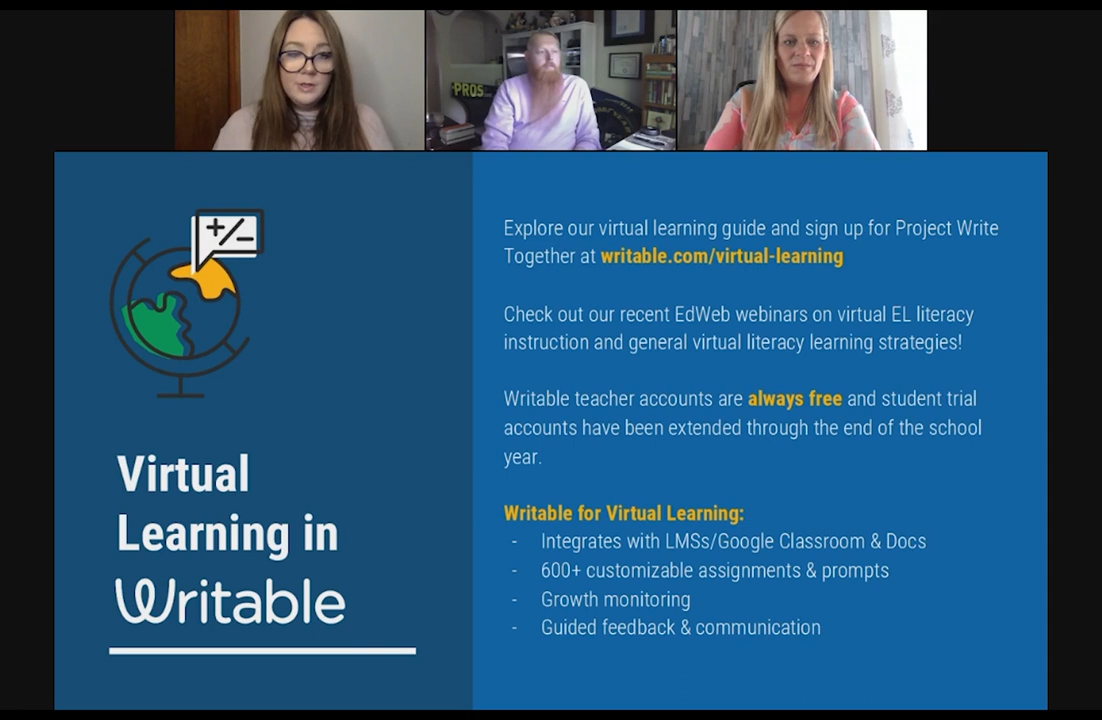 PROS
+/-
Virtual
Learning in
Writable
Explore our virtual learning guide and sign up for Project Write
Together at writable.com/virtual-learning
Check out our recent EdWeb webinars on virtual EL literacy
instruction and general virtual literacy learning strategies!
Writable teacher accounts are always free and student trial
accounts have been extended through the end of the school
year.
Writable for Virtual Learning:
- Integrates with LMSs/Google Classroom & Docs
- 600+ customizable assignments & prompts
- Growth monitoring
- Guided feedback & communication